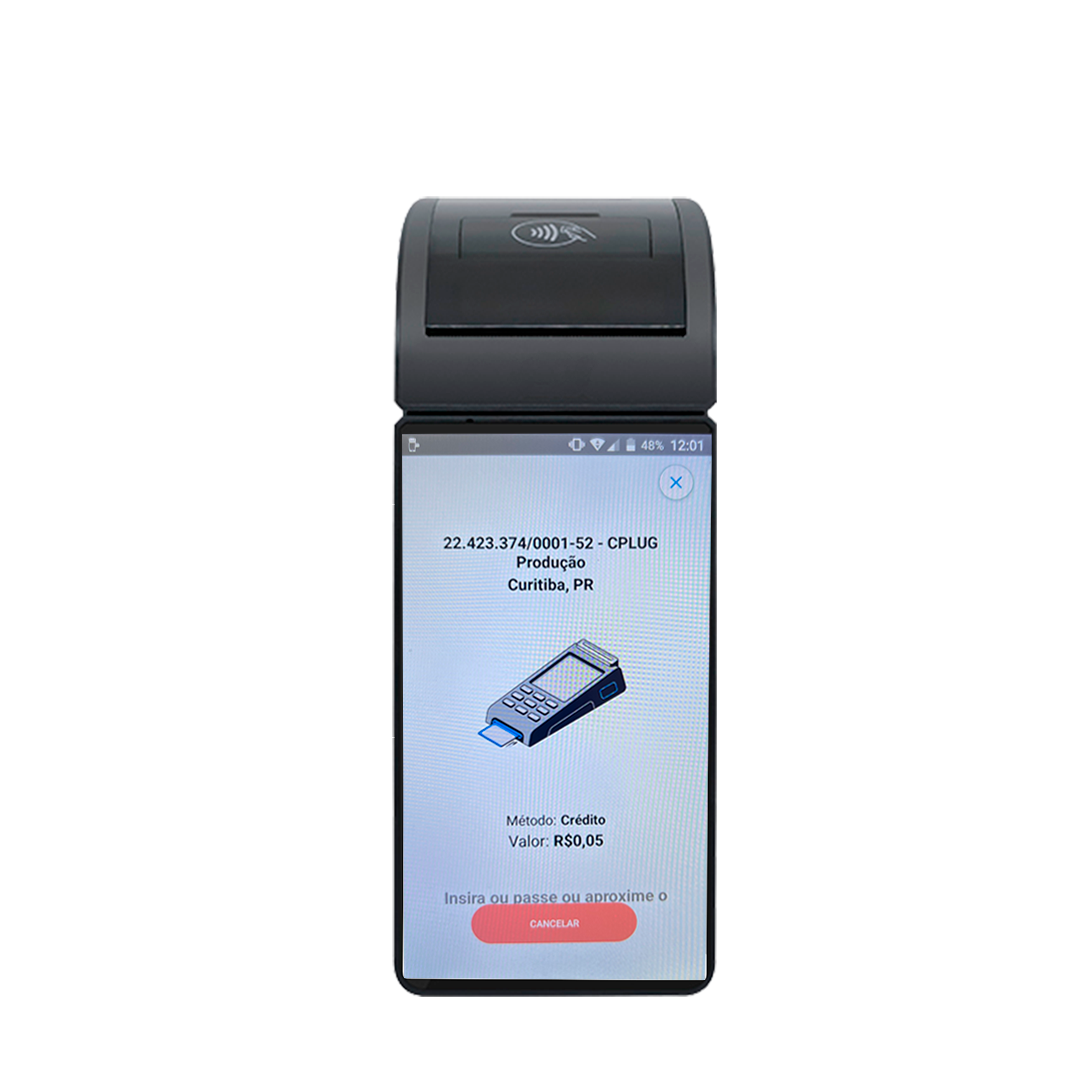 48% 12:01
22.423.374/0001-52 - CPLUG
Produção
Curitiba, PR
Método: Crédito
Valor: R$0,05
Insira ou passe ou aproxime o
CANCELAR